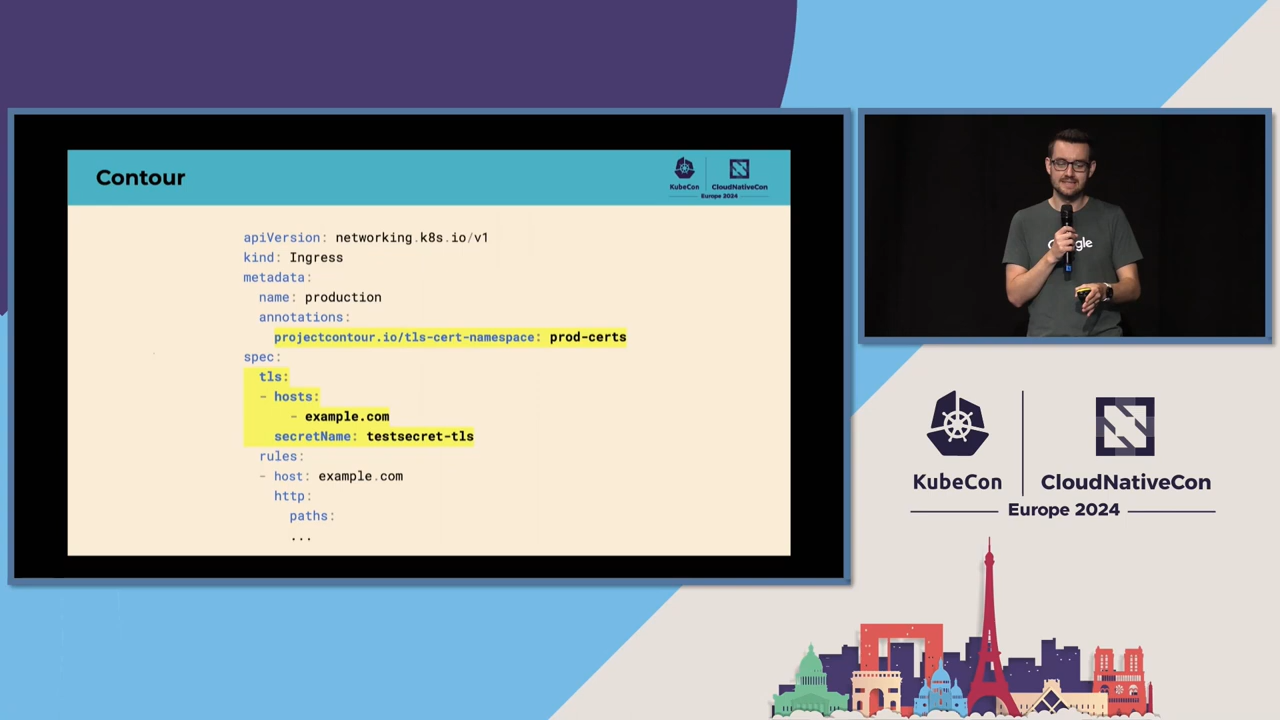 Contour
KubeCon
CloudNativeCon
Europe 2024
apiVersion: networking.k8s.io/v1
kind: Ingress
metadata:
  name: production
  annotations:
    projectcontour.io/tls-cert-namespace: prod-certs
spec:
  tls:
  - hosts:
      - example.com
    secretName: testsecret-tls
  rules:
  - host: example.com
    http:
      paths:
      ...
Google
KubeCon
CloudNativeCon
Europe 2024